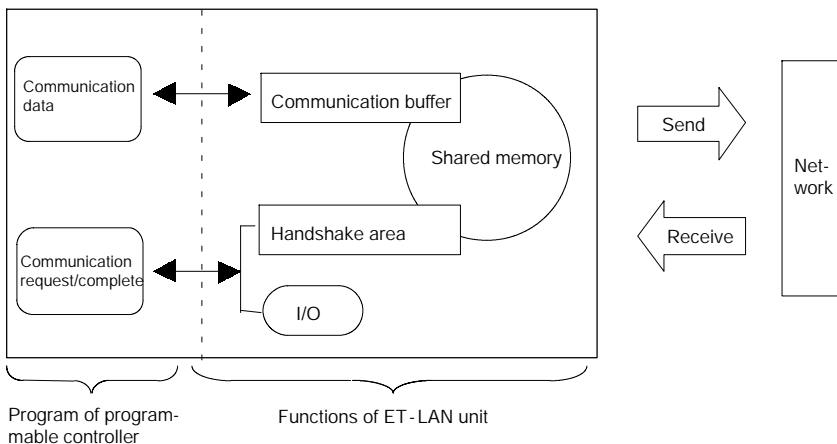 Communication
data
Communication buffer
Shared memory
Send
Net-
work
Handshake area
Receive
Communication
request/complete
I/O
Program of program-
mable controller
Functions of ET-LAN unit